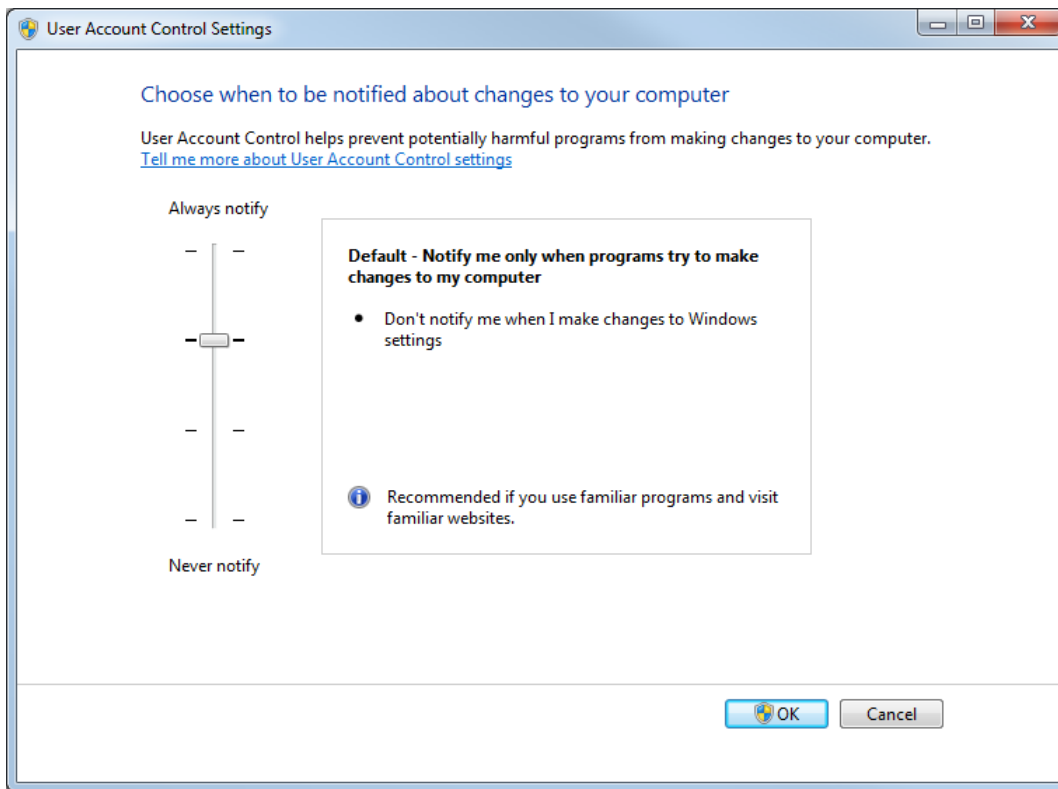 User Account Control Settings
Choose when to be notified about changes to your computer
User Account Control helps prevent potentially harmful programs from making changes to your computer.
Tell me more about User Account Control settings
Always notify
Default - Notify me only when programs try to make
changes to my computer
• Don't notify me when I make changes to Windows
settings
Recommended if you use familiar programs and visit
familiar websites.
Never notify
OK
Cancel